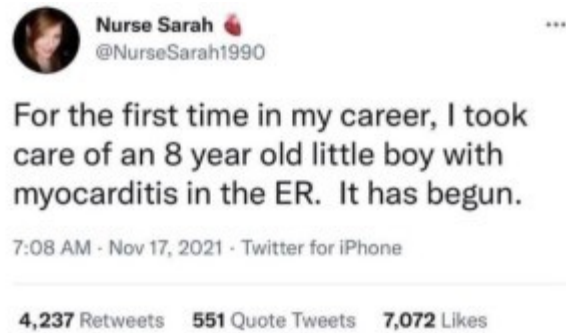 Nurse Sarah 🫀
@NurseSarah1990
For the first time in my career, I took
care of an 8 year old little boy with
myocarditis in the ER. It has begun.
7:08 AM · Nov 17, 2021 · Twitter for iPhone
4,237 Retweets 551 Quote Tweets 7,072 Likes